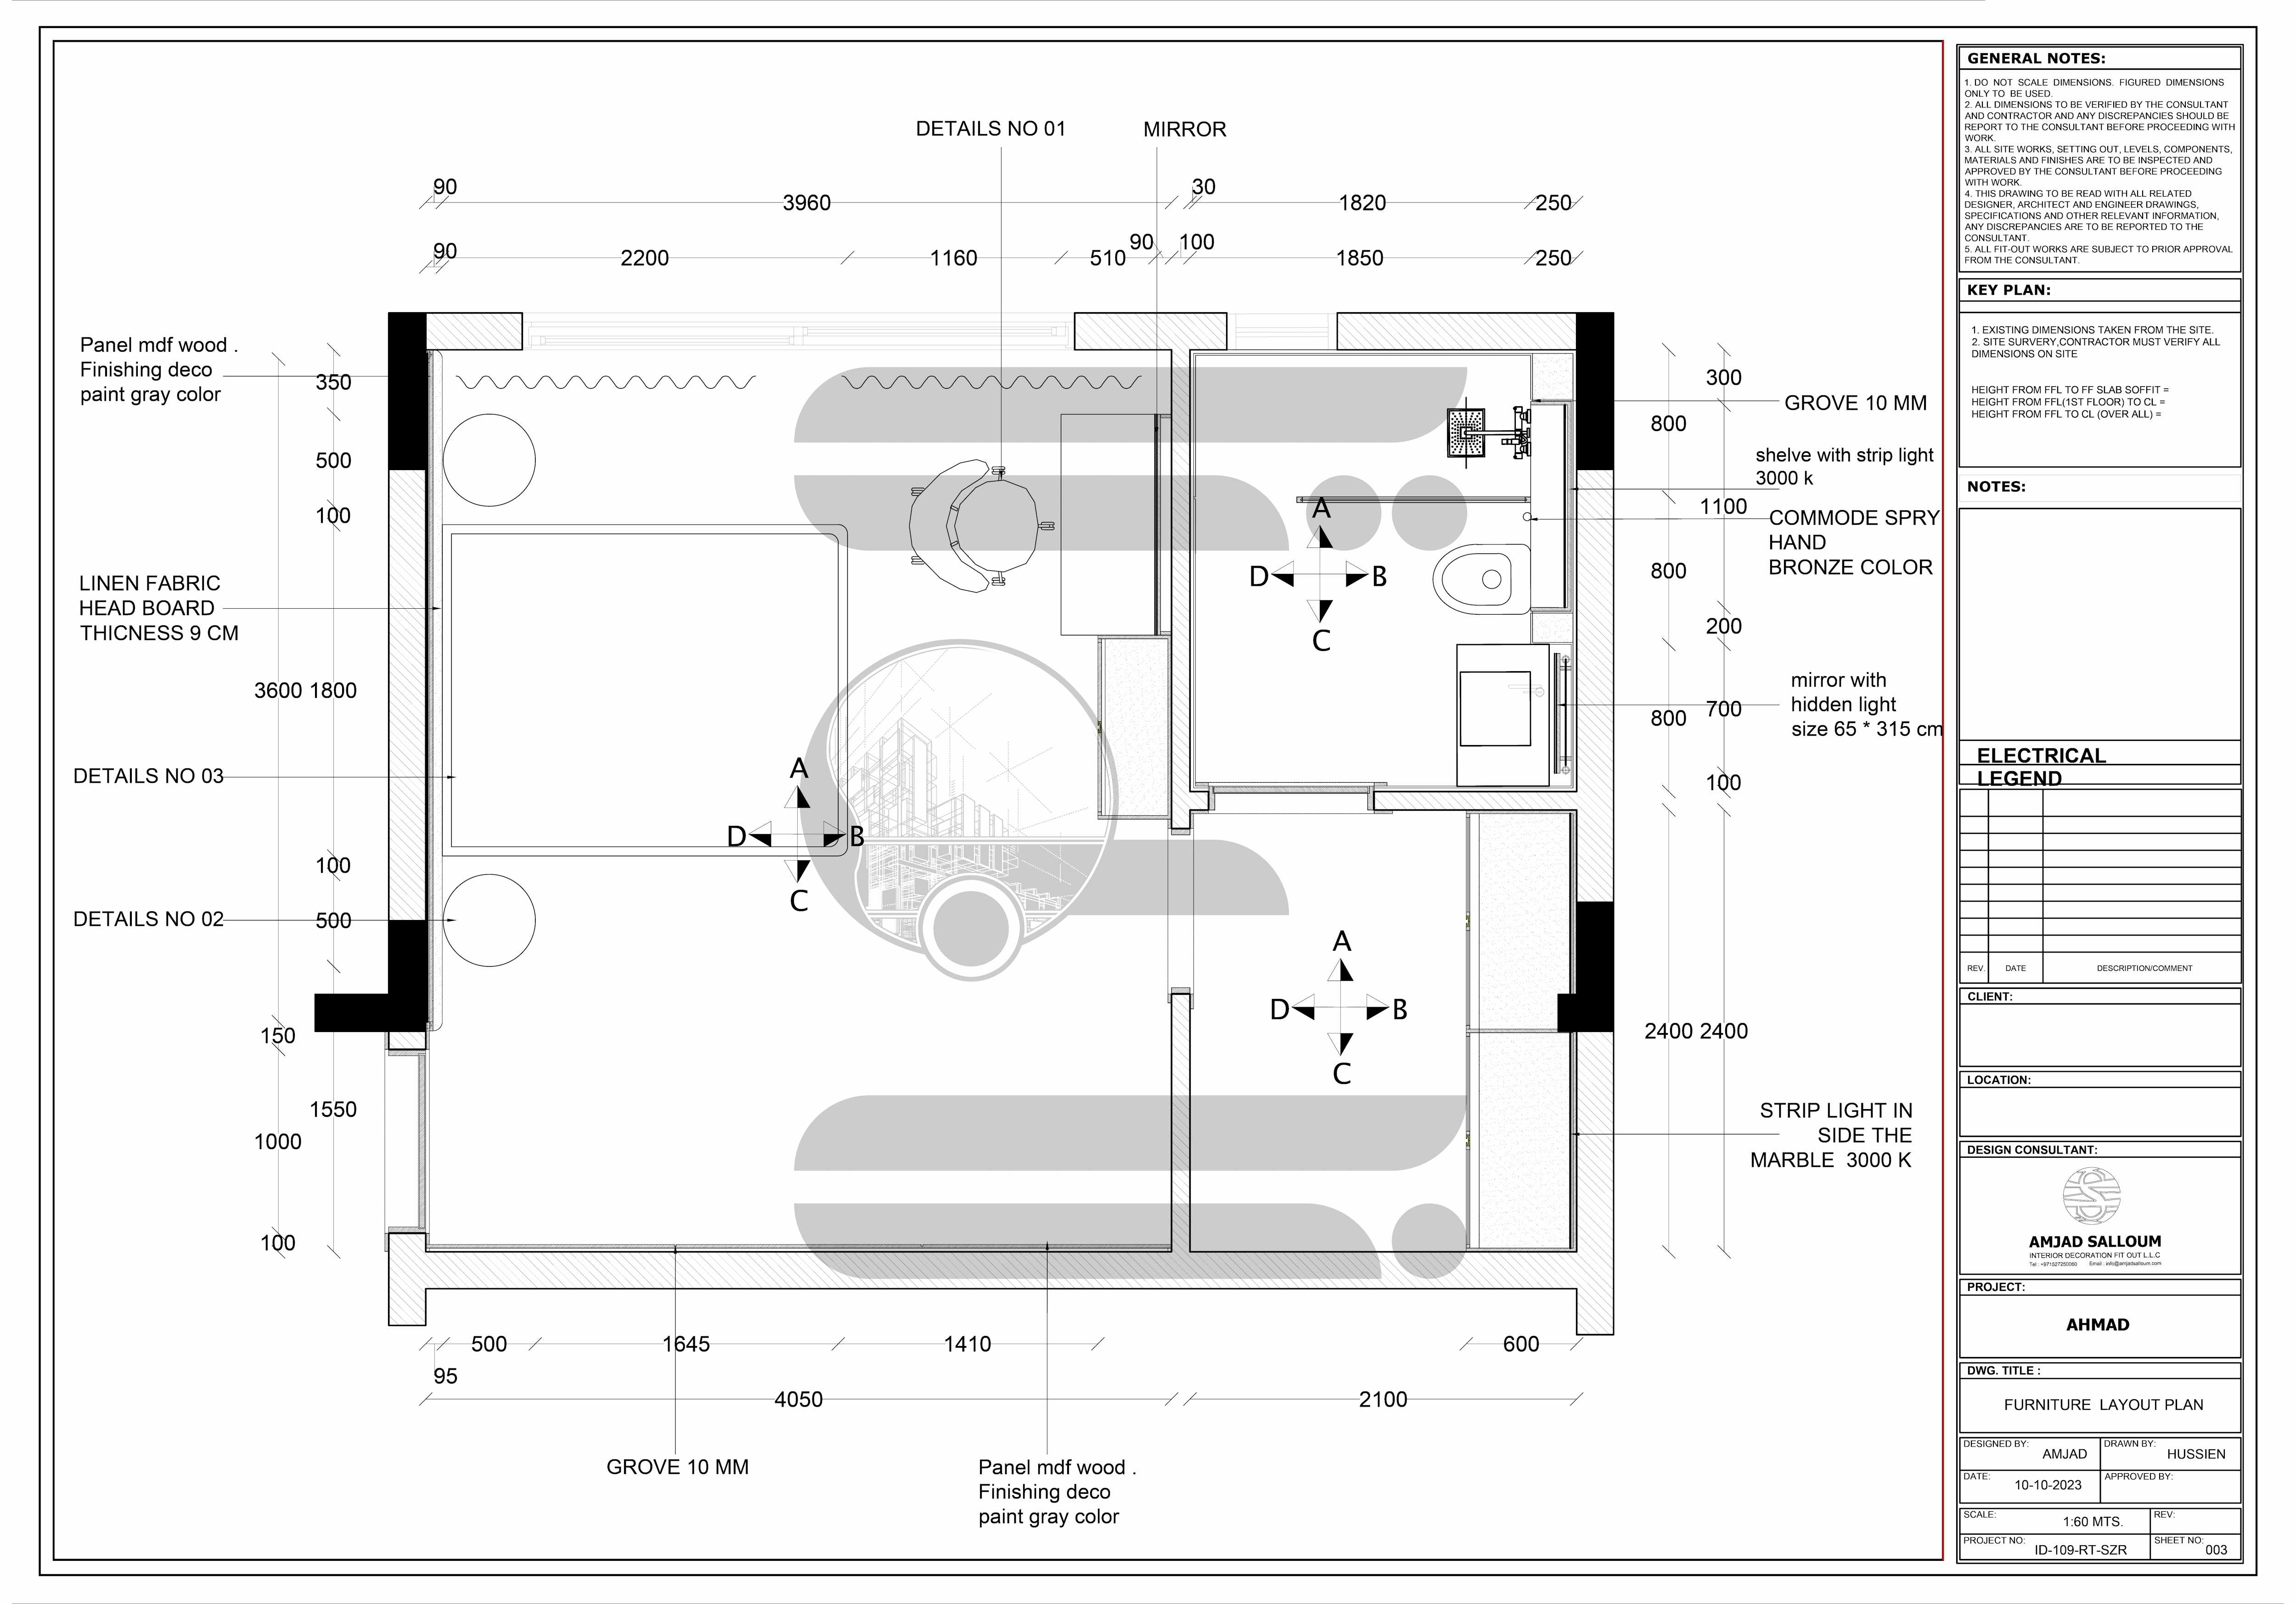 DETAILS NO 01
MIRROR
90
3960
30
1820
250
90
2200
1160
510
90
100
1850
250
Panel mdf wood .
Finishing deco
paint gray color
350
500
100
LINEN FABRIC
HEAD BOARD
THICNESS 9 CM
3600
1800
DETAILS NO 03
100
DETAILS NO 02
500
150
1550
1000
100
A
D
B
C
A
D
B
C
A
D
B
C
300
800
GROVE 10 MM
shelve with strip light
3000 k
1100
COMMODE SPRY
HAND
BRONZE COLOR
800
200
mirror with
hidden light
size 65 * 315 cm
800
700
100
2400
2400
STRIP LIGHT IN
SIDE THE
MARBLE 3000 K
500
1645
1410
600
95
4050
2100
GROVE 10 MM
Panel mdf wood .
Finishing deco
paint gray color
GENERAL NOTES:
1. DO NOT SCALE DIMENSIONS. FIGURED DIMENSIONS
ONLY TO BE USED.
2. ALL DIMENSIONS TO BE VERIFIED BY THE CONSULTANT
AND CONTRACTOR AND ANY DISCREPANCIES SHOULD BE
REPORT TO THE CONSULTANT BEFORE PROCEEDING WITH
WORK.
3. ALL SITE WORKS, SETTING OUT, LEVELS, COMPONENTS,
MATERIALS AND FINISHES ARE TO BE INSPECTED AND
APPROVED BY THE CONSULTANT BEFORE PROCEEDING
WITH WORK.
4. THIS DRAWING TO BE READ WITH ALL RELATED
DESIGNER, ARCHITECT AND ENGINEER DRAWINGS,
SPECIFICATIONS AND OTHER RELEVANT INFORMATION,
ANY DISCREPANCIES ARE TO BE REPORTED TO THE
CONSULTANT.
5. ALL FIT-OUT WORKS ARE SUBJECT TO PRIOR APPROVAL
FROM THE CONSULTANT.
KEY PLAN:
1. EXISTING DIMENSIONS TAKEN FROM THE SITE.
2. SITE SURVERY,CONTRACTOR MUST VERIFY ALL
DIMENSIONS ON SITE
HEIGHT FROM FFL TO FF SLAB SOFFIT =
HEIGHT FROM FFL(1ST FLOOR) TO CL =
HEIGHT FROM FFL TO CL (OVER ALL) =
NOTES:
ELECTRICAL
LEGEND
REV. DATE DESCRIPTION/COMMENT
CLIENT:
LOCATION:
DESIGN CONSULTANT:
AMJAD SALLOUM
INTERIOR DECORATION FIT OUT L.L.C
Tel : +971527250060 Email : info@amjadsalloum.com
PROJECT:
AHMAD
DWG. TITLE :
FURNITURE LAYOUT PLAN
DESIGNED BY: AMJAD
DRAWN BY: HUSSIEN
DATE: 10-10-2023
APPROVED BY:
SCALE: 1:60 MTS.
REV:
PROJECT NO: ID-109-RT-SZR
SHEET NO: 003